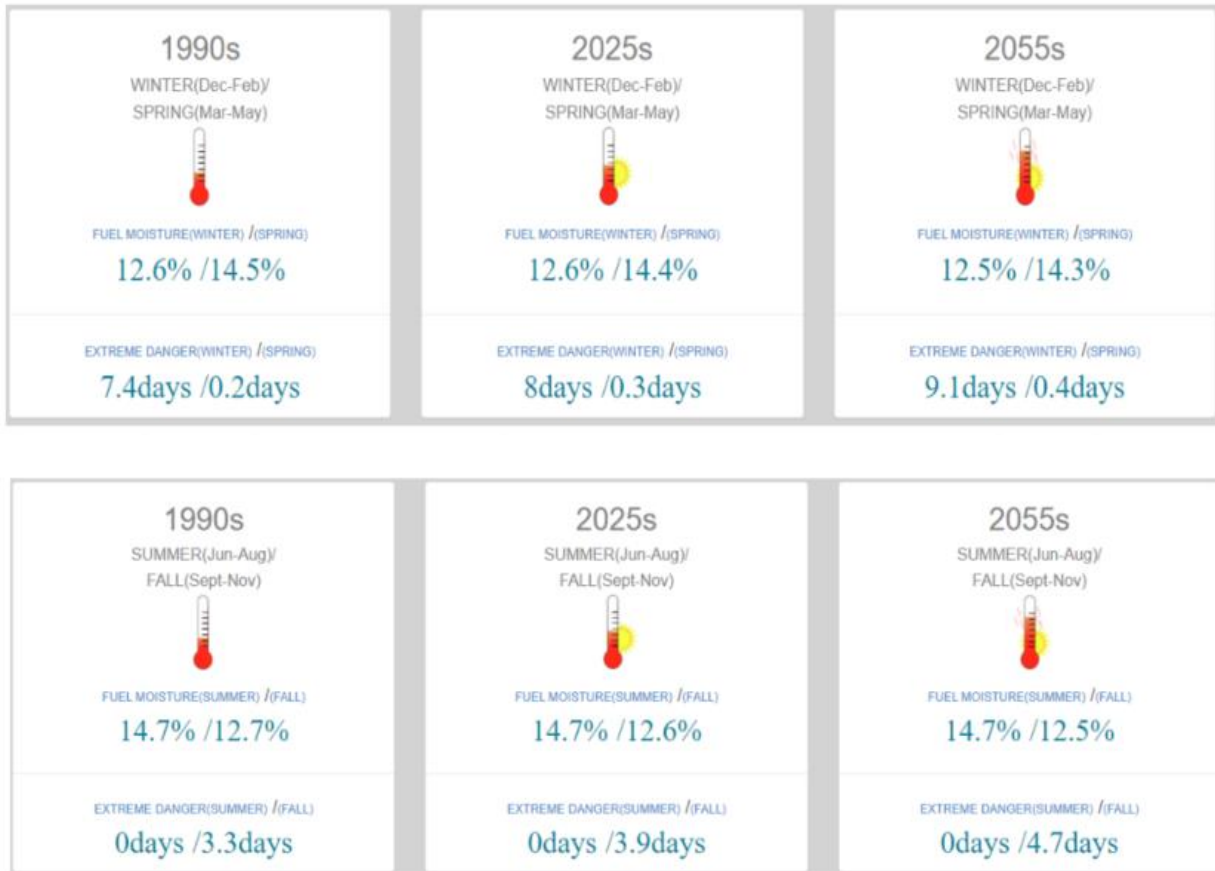 1990s
WINTER(Dec-Feb)/
SPRING(Mar-May)
FUEL MOISTURE(WINTER) /(SPRING)
12.6% /14.5%
EXTREME DANGER(WINTER) /(SPRING)
7.4days /0.2days
2025s
WINTER(Dec-Feb)/
SPRING(Mar-May)
FUEL MOISTURE(WINTER) /(SPRING)
12.6% /14.4%
EXTREME DANGER(WINTER) /(SPRING)
8days /0.3days
2055s
WINTER(Dec-Feb)/
SPRING(Mar-May)
FUEL MOISTURE(WINTER) /(SPRING)
12.5% /14.3%
EXTREME DANGER(WINTER) /(SPRING)
9.1days /0.4days
1990s
SUMMER(Jun-Aug)/
FALL(Sept-Nov)
FUEL MOISTURE(SUMMER) /(FALL)
14.7% /12.7%
EXTREME DANGER(SUMMER) /(FALL)
0days /3.3days
2025s
SUMMER(Jun-Aug)/
FALL(Sept-Nov)
FUEL MOISTURE(SUMMER) /(FALL)
14.7% /12.6%
EXTREME DANGER(SUMMER) /(FALL)
0days /3.9days
2055s
SUMMER(Jun-Aug)/
FALL(Sept-Nov)
FUEL MOISTURE(SUMMER) /(FALL)
14.7% /12.5%
EXTREME DANGER(SUMMER) /(FALL)
0days /4.7days